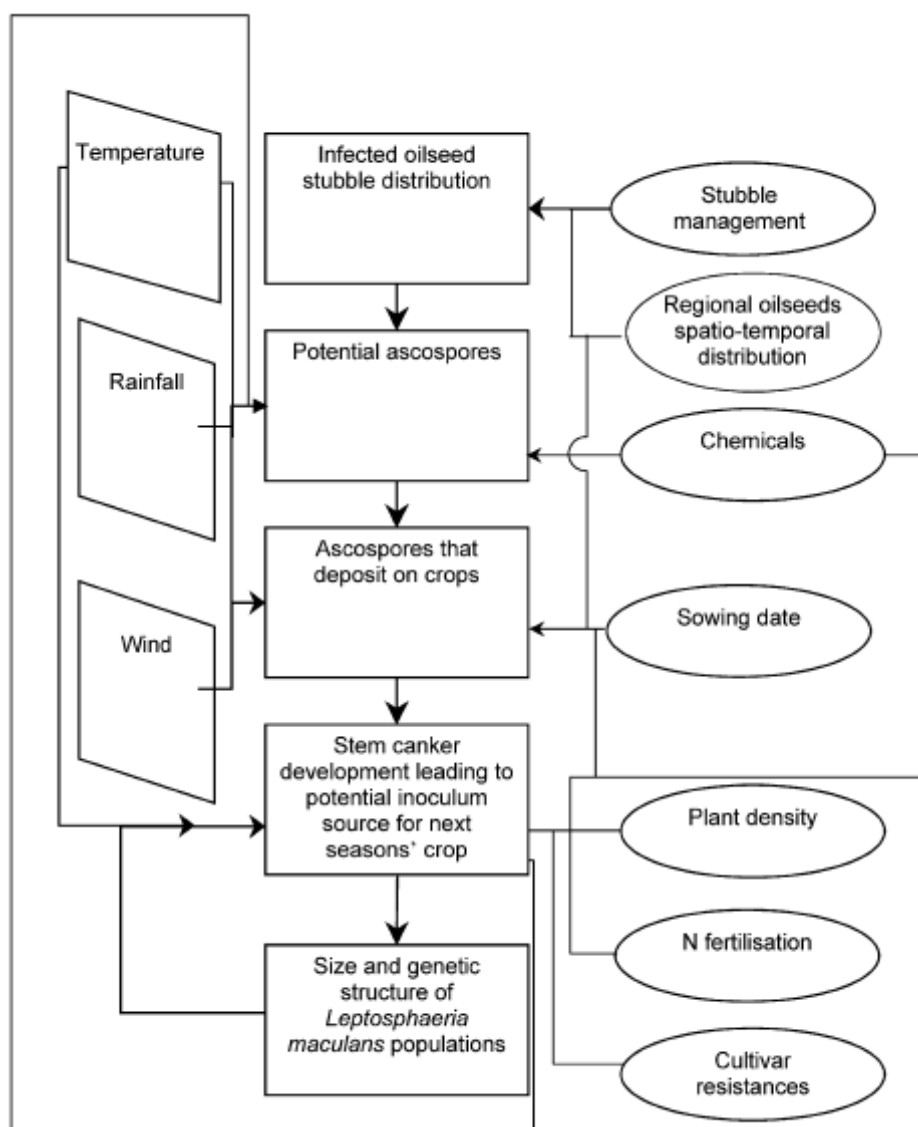 Temperature
Rainfall
Wind
Infected oilseed
stubble distribution
Potential ascospores
Ascospores that
deposit on crops
Stem canker
development leading to
potential inoculum
source for next
seasons' crop
Size and genetic
structure of
Leptosphaeria
maculans populations
Stubble
management
Regional oilseeds
spatio-temporal
distribution
Chemicals
Sowing date
Plant density
N fertilisation
Cultivar
resistances